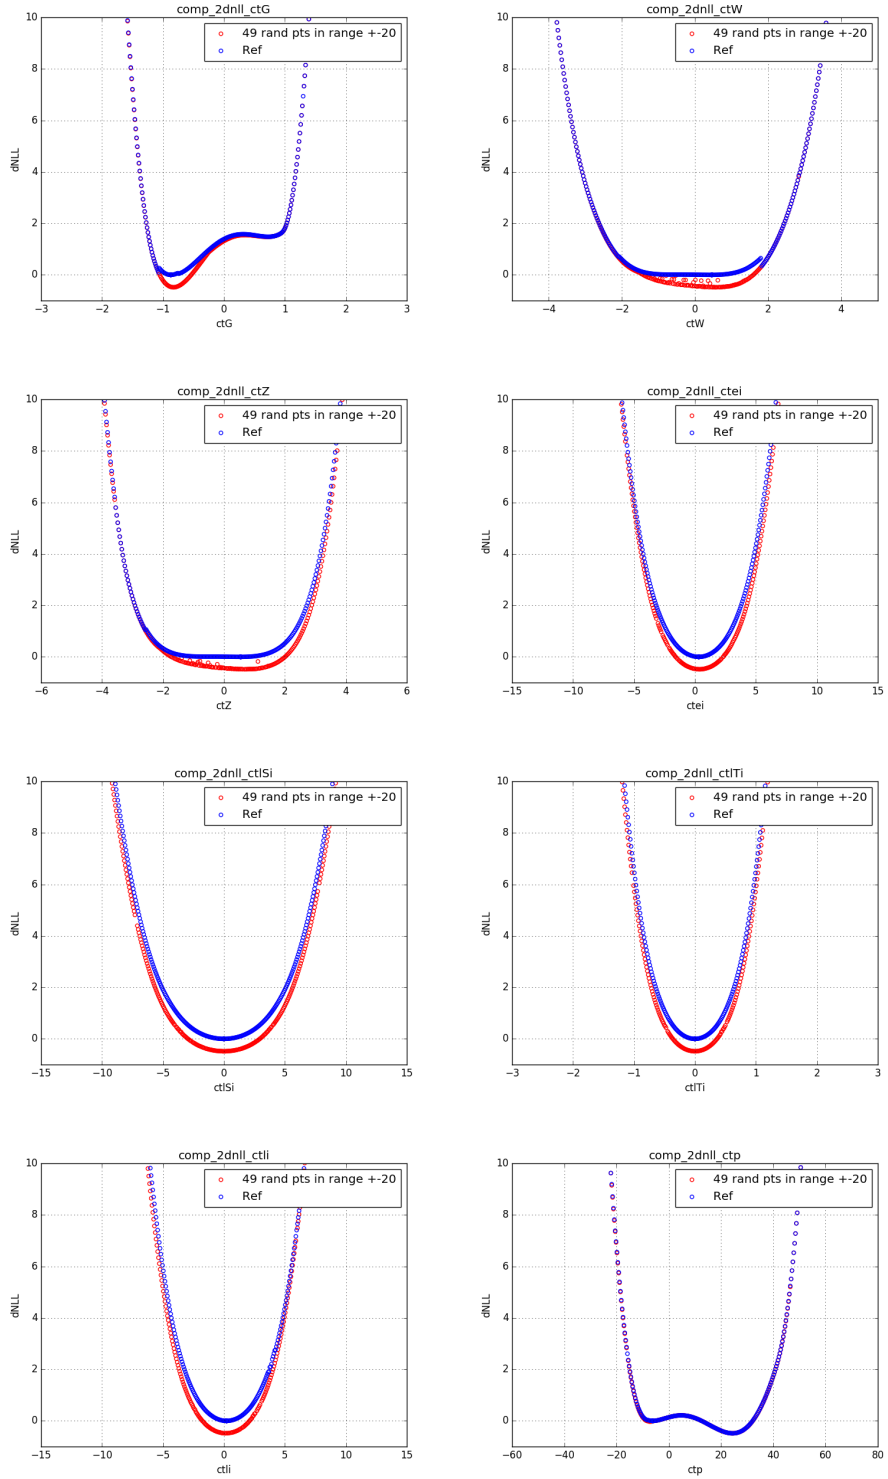 comp_2dnll_ctG
10
8
6
4
2
0
dNLL
49 rand pts in range +-20
Ref
−3 −2 −1 0 1 2 3
ctG
comp_2dnll_ctW
10
8
6
4
2
0
dNLL
49 rand pts in range +-20
Ref
−4 −2 0 2 4
ctW
comp_2dnll_ctZ
10
8
6
4
2
0
dNLL
49 rand pts in range +-20
Ref
−6 −4 −2 0 2 4 6
ctZ
comp_2dnll_ctei
10
8
6
4
2
0
dNLL
49 rand pts in range +-20
Ref
−15 −10 −5 0 5 10 15
ctei
comp_2dnll_ctlSi
10
8
6
4
2
0
dNLL
49 rand pts in range +-20
Ref
−15 −10 −5 0 5 10 15
ctlSi
comp_2dnll_ctlTi
10
8
6
4
2
0
dNLL
49 rand pts in range +-20
Ref
−3 −2 −1 0 1 2 3
ctlTi
comp_2dnll_ctli
10
8
6
4
2
0
dNLL
49 rand pts in range +-20
Ref
−15 −10 −5 0 5 10 15
ctli
comp_2dnll_ctp
10
8
6
4
2
0
dNLL
49 rand pts in range +-20
Ref
−60 −40 −20 0 20 40 60 80
ctp